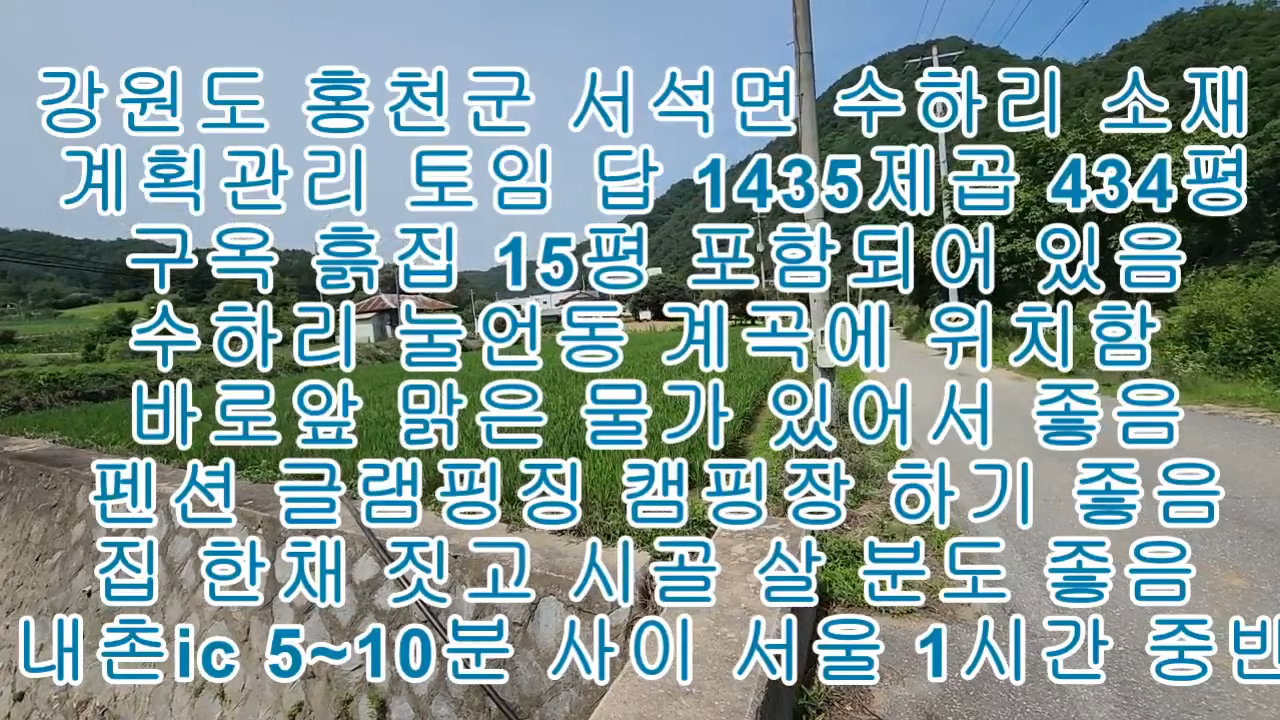 강원도 홍천군 서석면 수하리 소재
계획관리 토임 답 1435제곱 434평
구옥 흙집 15평 포함되어 있음
수하리 눌언동 계곡에 위치함
바로앞 맑은 물가 있어서 좋음
펜션 글램핑징 캠핑장 하기 좋음
집 한채 짓고 시골 살 분도 좋음
내촌ic 5~10분 사이 서울 1시간 중반